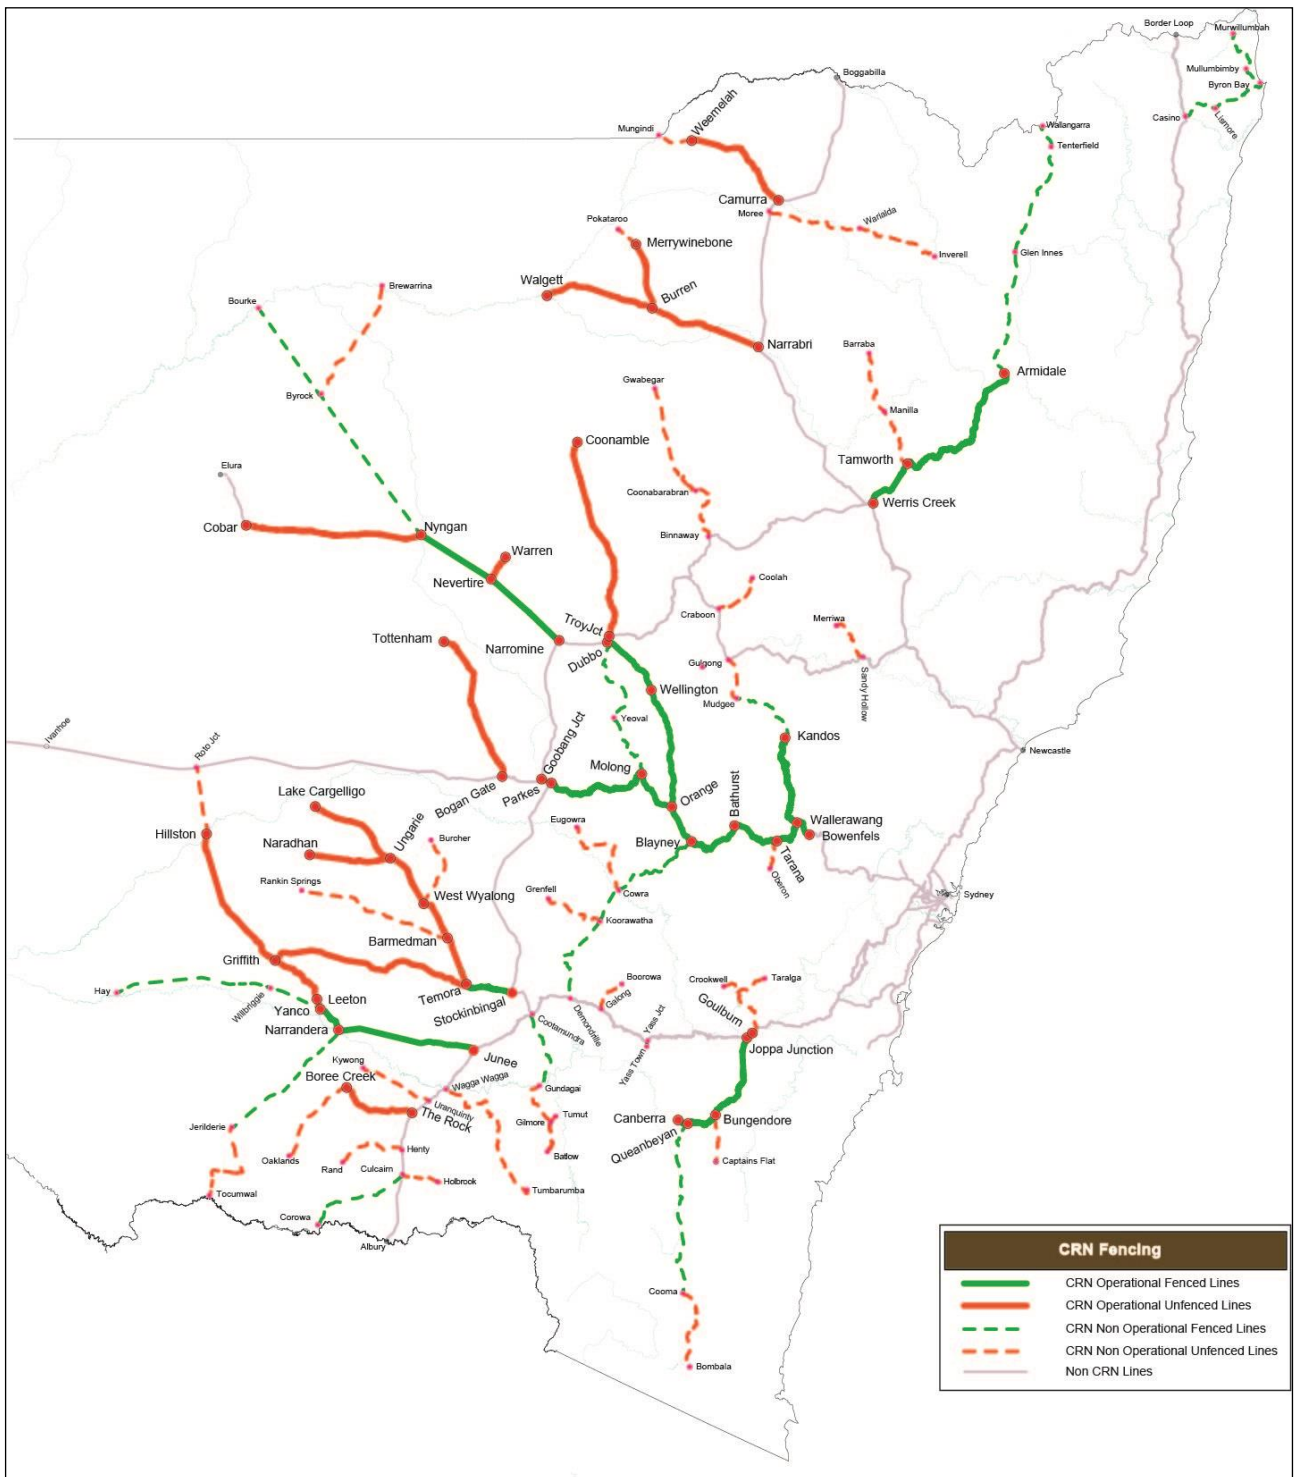 Border Loop
Murwillumbah
Mullumbimby
Byron Bay
Casino
Lismore
Boggabilla
Mungindi
Weemelah
Wallangarra
Tenterfield
Camurra
Moree
Warialda
Inverell
Glen Innes
Pokataroo
Merrywinebone
Walgett
Burren
Narrabri
Brewarrina
Bourke
Byrock
Barraba
Manilla
Armidale
Gwabegar
Coonamble
Tamworth
Elura
Coonabarabran
Werris Creek
Cobar
Nyngan
Binnaway
Warren
Nevertire
Coolah
Craboon
Merriwa
TroyJct
Tottenham
Narromine
Dubbo
Gulgong
Sandy Hollow
Wellington
Mudgee
Yeoval
Kandos
Ivanhoe
Roto Jct
Goobang Jct
Newcastle
Molong
Bogan Gate
Parkes
Orange
Bathurst
Lake Cargelligo
Eugowra
Wallerawang
Bowenfels
Hillston
Ungarie
Burcher
Blayney
Tarana
Naradhan
Oberon
Rankin Springs
West Wyalong
Grenfell
Cowra
Sydney
Koorawatha
Barmedman
Griffith
Boorowa
Crookwell
Taralga
Hay
Wilbriggie
Leeton
Temora
Stockinbingal
Galong
Goulburn
Yanco
Narrandera
Cootamundra
Demondrille
Yass Jct
Yass Town
Joppa Junction
Junee
Kywong
Boree Creek
Wagga Wagga
Gundagai
Uranquinty
The Rock
Tumut
Gilmore
Canberra
Queanbeyan
Bungendore
Jerilderie
Oaklands
Rand
Henty
Culcairn
Batlow
Captains Flat
Holbrook
Tumbarumba
Tocumwal
Corowa
Albury
Cooma
Bombala
CRN Fencing
CRN Operational Fenced Lines
CRN Operational Unfenced Lines
CRN Non Operational Fenced Lines
CRN Non Operational Unfenced Lines
Non CRN Lines